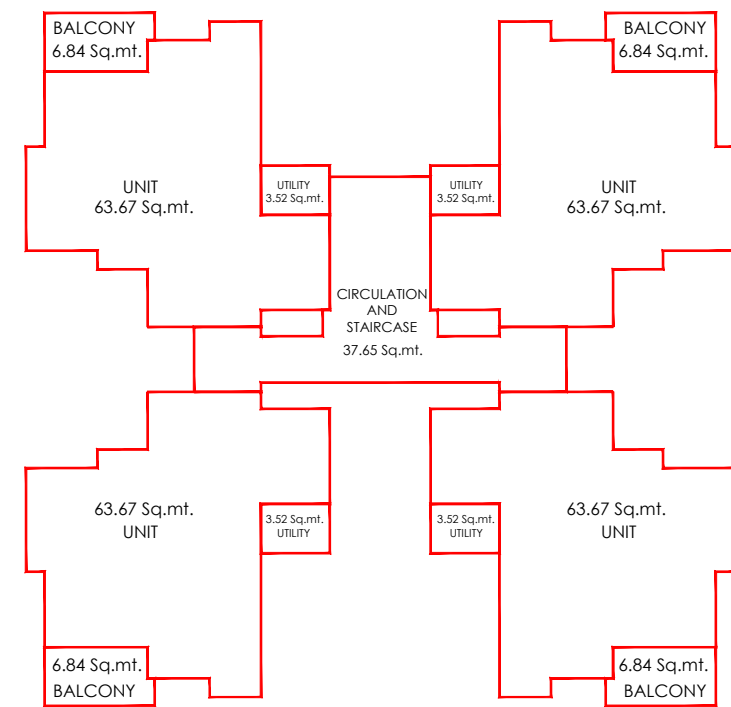 BALCONY
6.84 Sq.mt.
BALCONY
6.84 Sq.mt.
UNIT
63.67 Sq.mt.
UTILITY
3.52 Sq.mt.
UTILITY
3.52 Sq.mt.
UNIT
63.67 Sq.mt.
CIRCULATION
AND
STAIRCASE
37.65 Sq.mt.
63.67 Sq.mt.
UNIT
3.52 Sq.mt.
UTILITY
3.52 Sq.mt.
UTILITY
63.67 Sq.mt.
UNIT
6.84 Sq.mt.
BALCONY
6.84 Sq.mt.
BALCONY